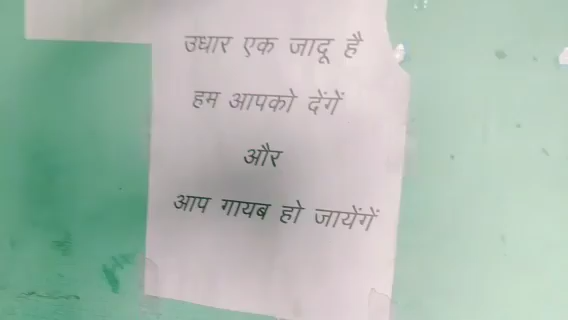 उधार एक जादू है
हम आपको देंगें
और
आप गायब हो जायेंगें